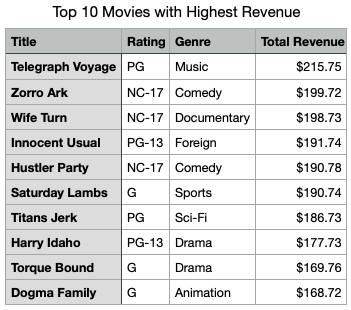 Top 10 Movies with Highest Revenue
Title Rating Genre Total Revenue
Telegraph Voyage PG Music $215.75
Zorro Ark NC-17 Comedy $199.72
Wife Turn NC-17 Documentary $198.73
Innocent Usual PG-13 Foreign $191.74
Hustler Party NC-17 Comedy $190.78
Saturday Lambs G Sports $190.74
Titans Jerk PG Sci-Fi $186.73
Harry Idaho PG-13 Drama $177.73
Torque Bound G Drama $169.76
Dogma Family G Animation $168.72